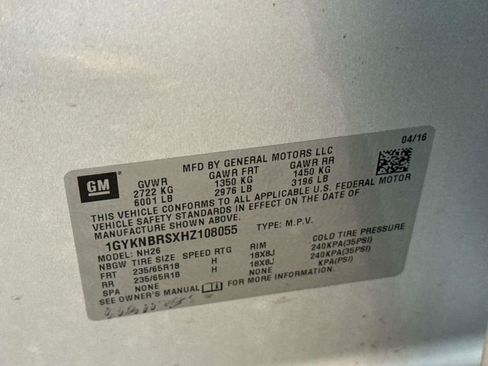 GM
MFD BY GENERAL MOTORS LLC
04/16
GVWR GAWR FRT GAWR RR
2722 KG 1350 KG 1450 KG
6001 LB 2976 LB 3196 LB
THIS VEHICLE CONFORMS TO ALL APPLICABLE U.S. FEDERAL MOTOR
VEHICLE SAFETY STANDARDS IN EFFECT ON THE DATE OF
MANUFACTURE SHOWN ABOVE.
1GYKNBRSXHZ108055 TYPE: M.P.V.
MODEL: NH26
NBGW TIRE SIZE SPEED RTG RIM COLD TIRE PRESSURE
FRT 235/65R18 H 18X8J 240KPA(35PSI)
RR 235/65R18 H 18X8J 240KPA(35PSI)
SPA NONE NONE KPA(PSI)
SEE OWNER'S MANUAL FOR MORE INFORMATION.